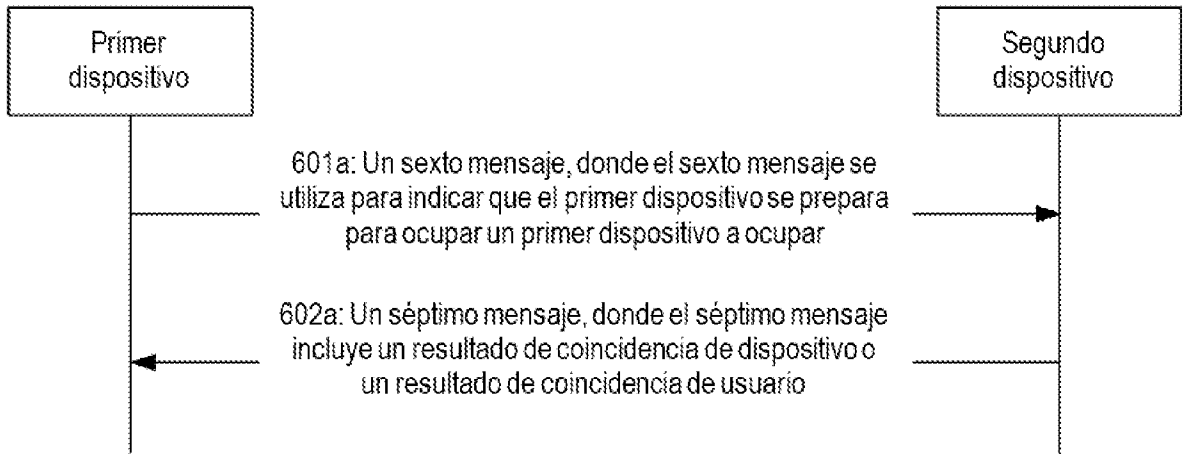 Primer
dispositivo
Segundo
dispositivo
601a: Un sexto mensaje, donde el sexto mensaje se
utiliza para indicar que el primer dispositivo se prepara
para ocupar un primer dispositivo a ocupar
602a: Un séptimo mensaje, donde el séptimo mensaje
incluye un resultado de coincidencia de dispositivo o
un resultado de coincidencia de usuario